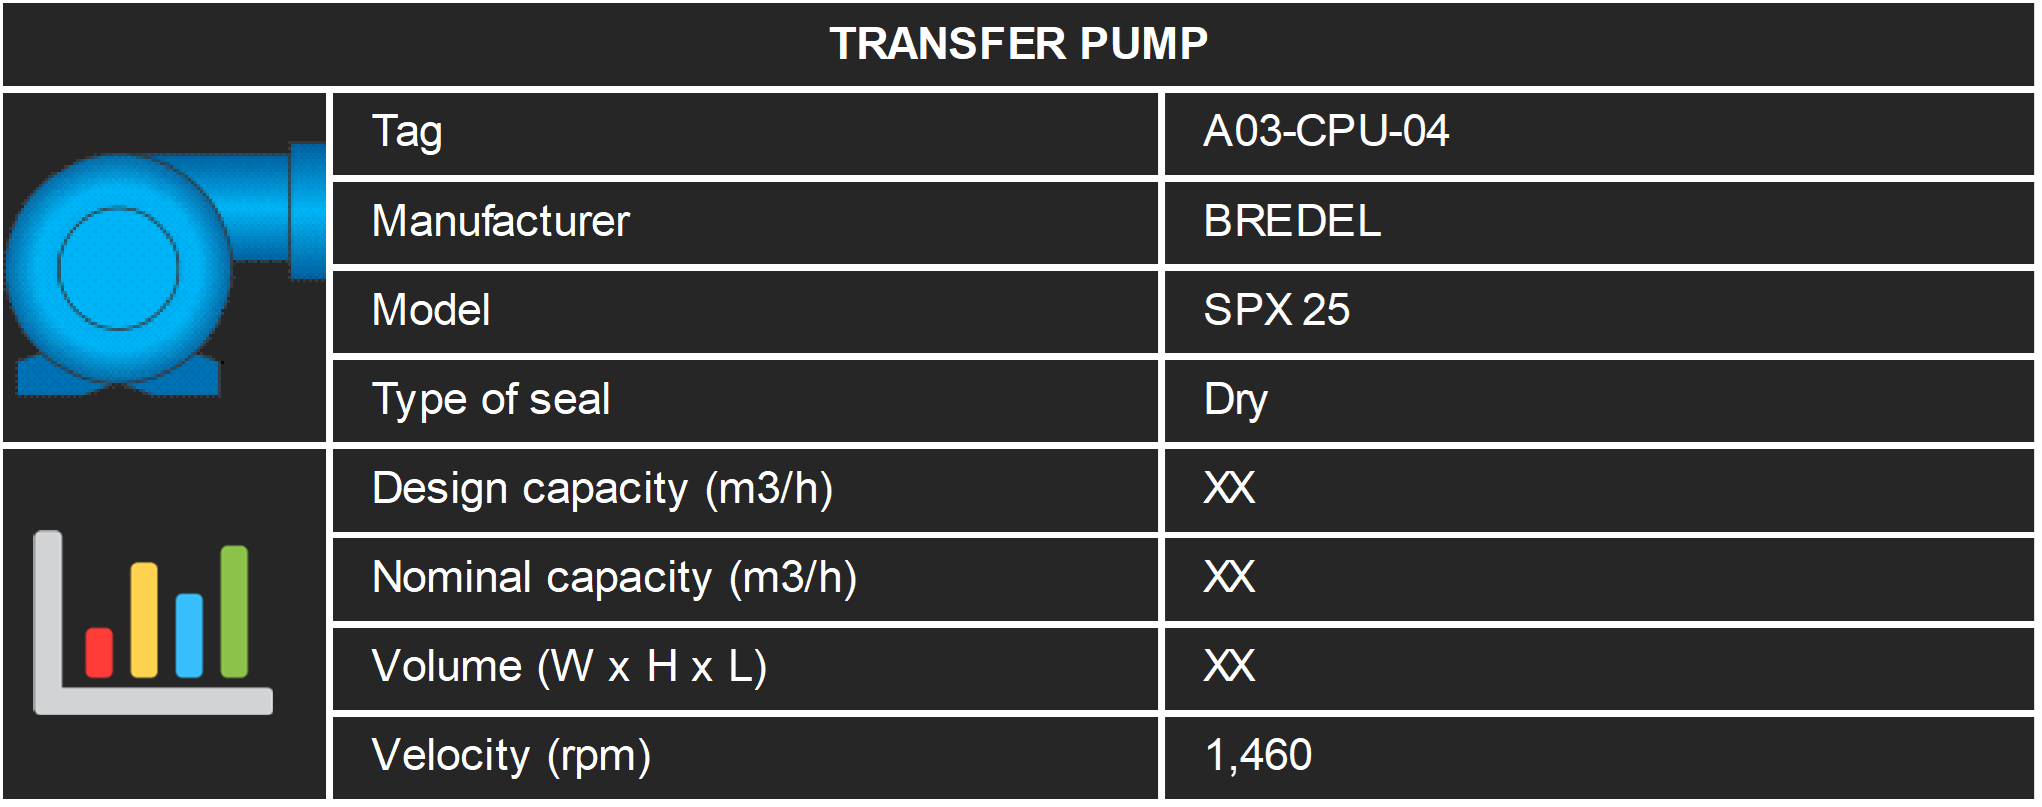 TRANSFER PUMP
Tag A03-CPU-04
Manufacturer BREDEL
Model SPX 25
Type of seal Dry
Design capacity (m3/h) XX
Nominal capacity (m3/h) XX
Volume (W x H x L) XX
Velocity (rpm) 1,460